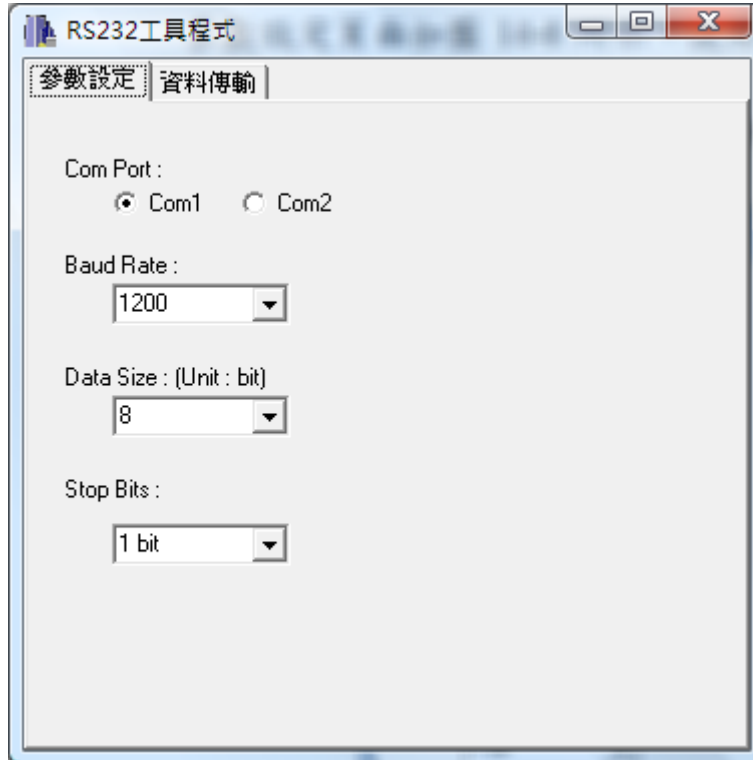 RS232工具程式
參數設定 資料傳輸
Com Port :
Com1 Com2
Baud Rate :
1200
Data Size : (Unit : bit)
8
Stop Bits :
1 bit